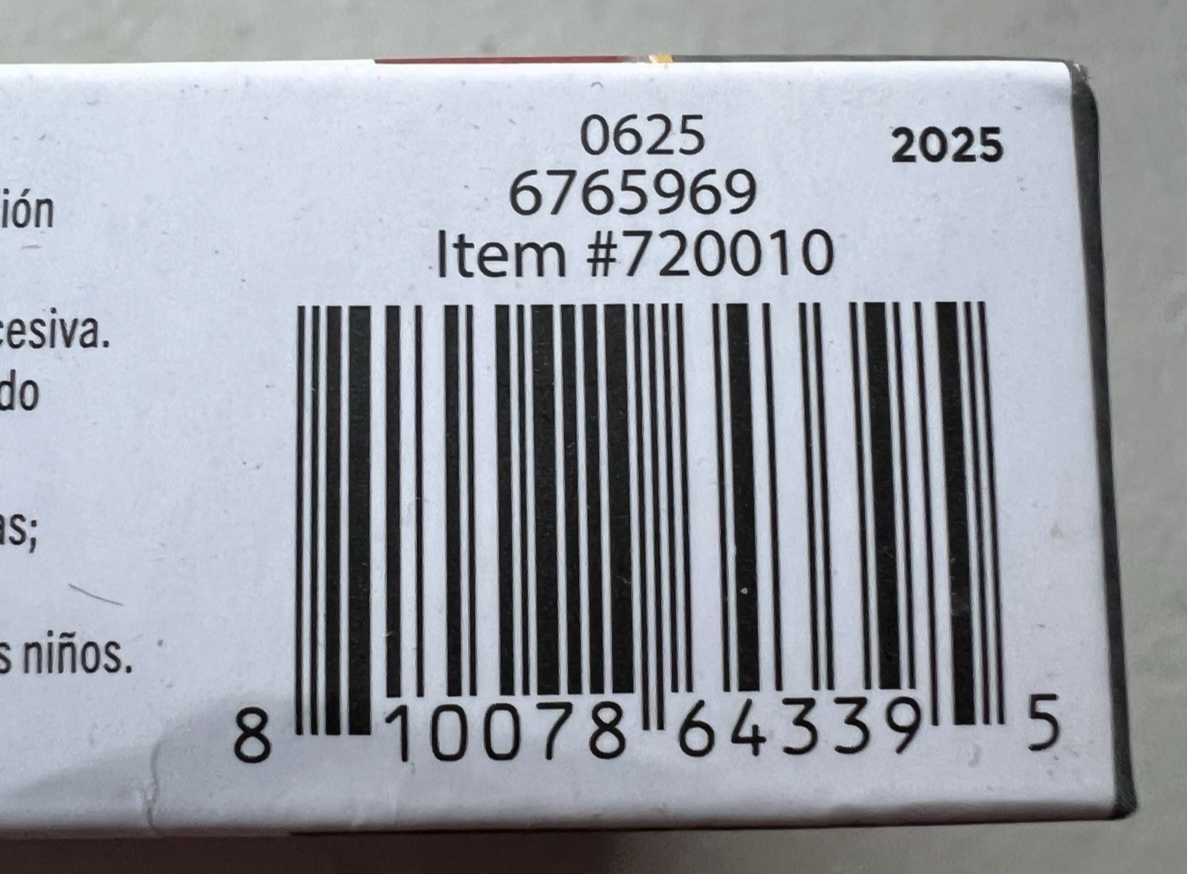 ión
cesiva.
do
as;
s niños.
0625
2025
6765969
Item #720010
8 10078 64339 5